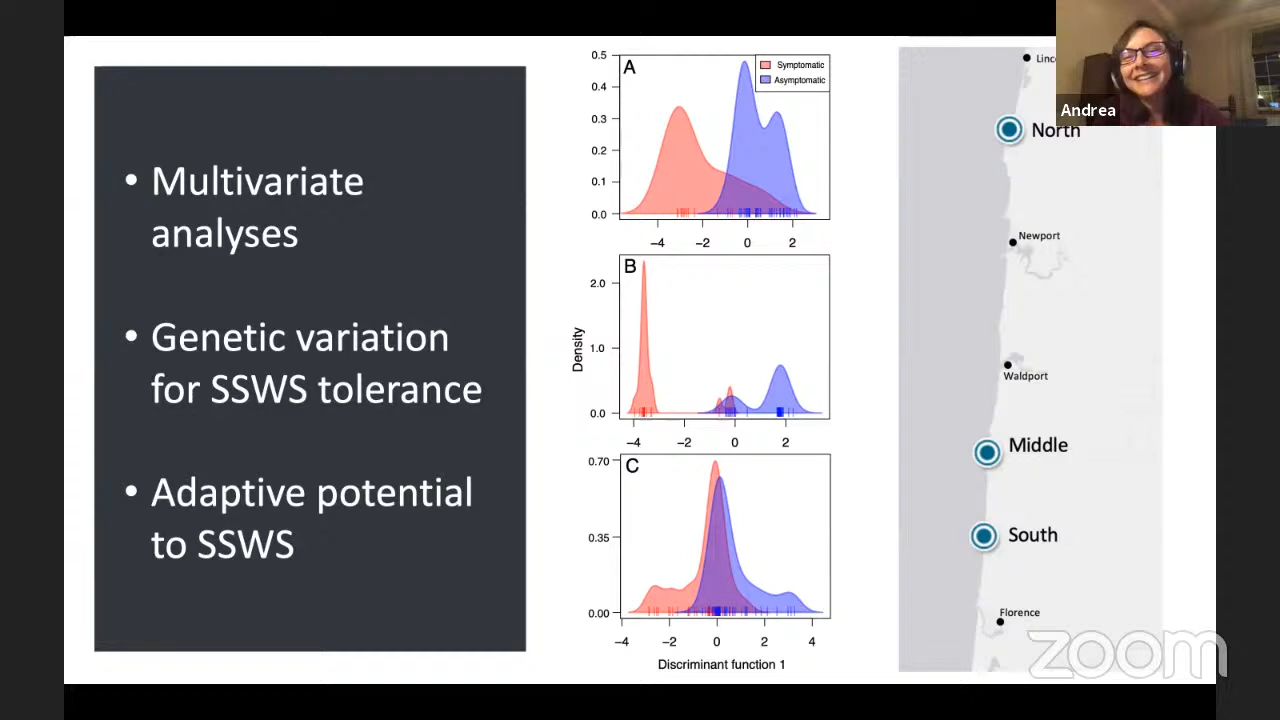 • Multivariate
analyses
• Genetic variation
for SSWS tolerance
• Adaptive potential
to SSWS
A
Symptomatic
Asymptomatic
0.5
0.4
0.3
0.2
0.1
0.0
−4 −2 0 2
B
2.0
1.0
0.0
−4 −2 0 2
Density
C
0.70
0.35
0.00
−4 −2 0 2 4
Discriminant function 1
North
Newport
Waldport
Middle
South
Florence
Andrea
zoom